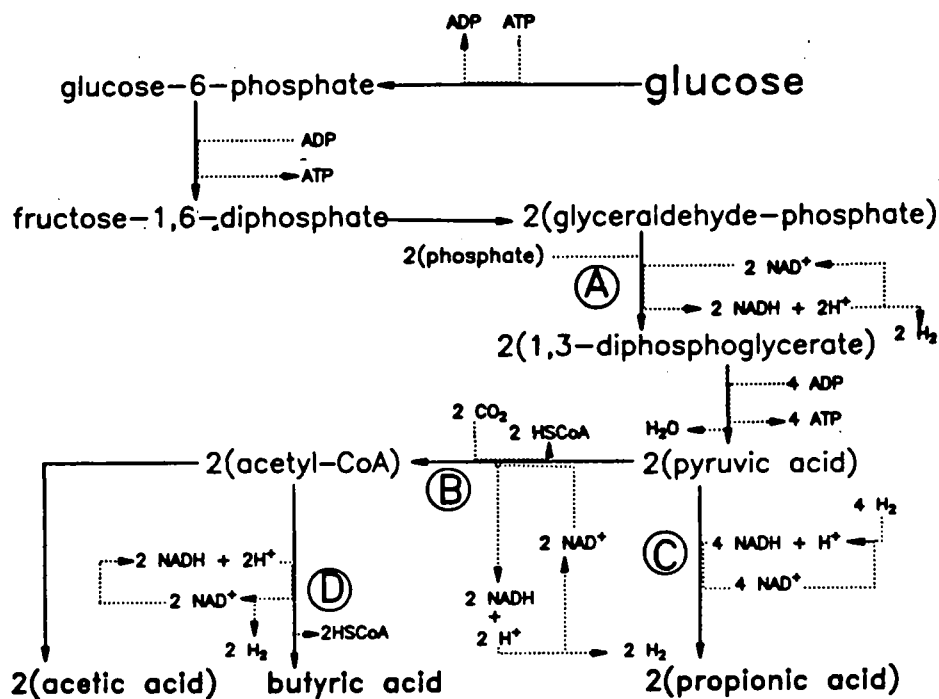 ADP ATP
glucose-6-phosphate glucose
ADP
ATP
fructose-1,6-diphosphate 2(glyceraldehyde-phosphate)
2(phosphate) 2 NAD⁺
A
2 NADH + 2H⁺
2 H₂
2(1,3-diphosphoglycerate)
4 ADP
2 CO₂
4 ATP
2 HSCoA H₂O
2(acetyl-CoA) 2(pyruvic acid)
B
4 H₂
2 NADH + 2H⁺ 2 NAD⁺ C 4 NADH + H⁺
D
2 NAD⁺ 2 NADH 4 NAD⁺
+
2HSCoA 2 H⁺
2 H₂ 2 H₂
2(acetic acid) butyric acid 2(propionic acid)